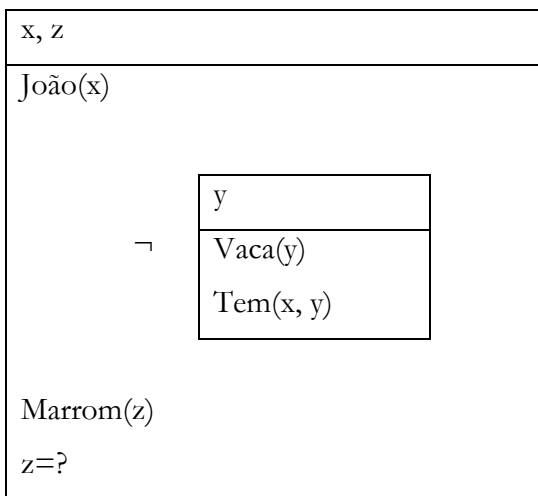 x, z
João(x)
y
¬ Vaca(y)
Tem(x, y)
Marrom(z)
z=?